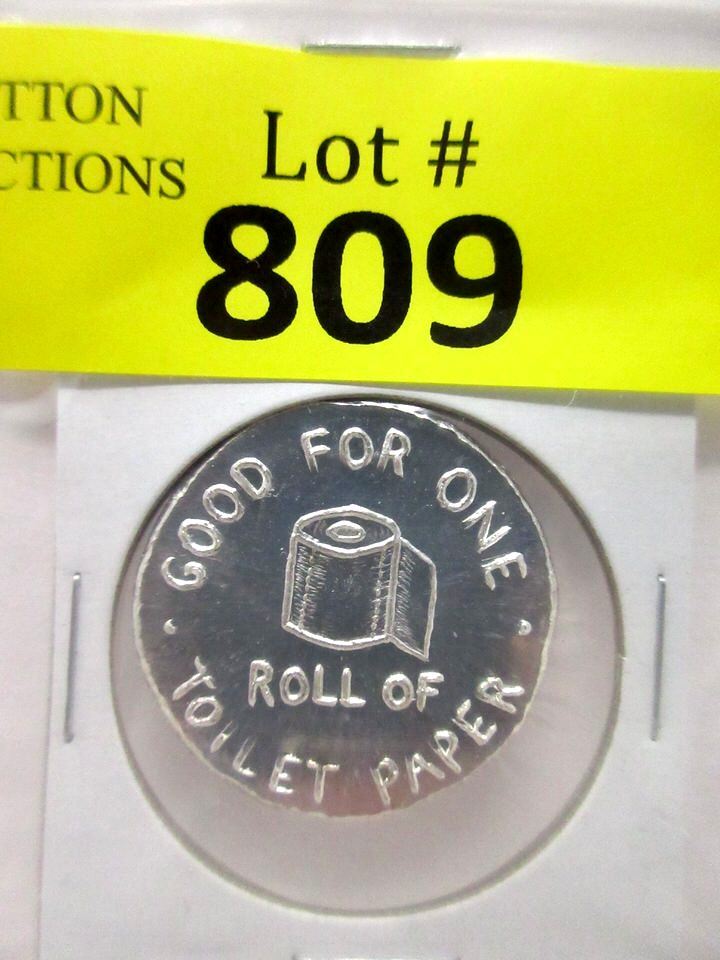 TTON
CTIONS
Lot #
809
GOOD FOR ONE
ROLL OF
TOILET PAPER